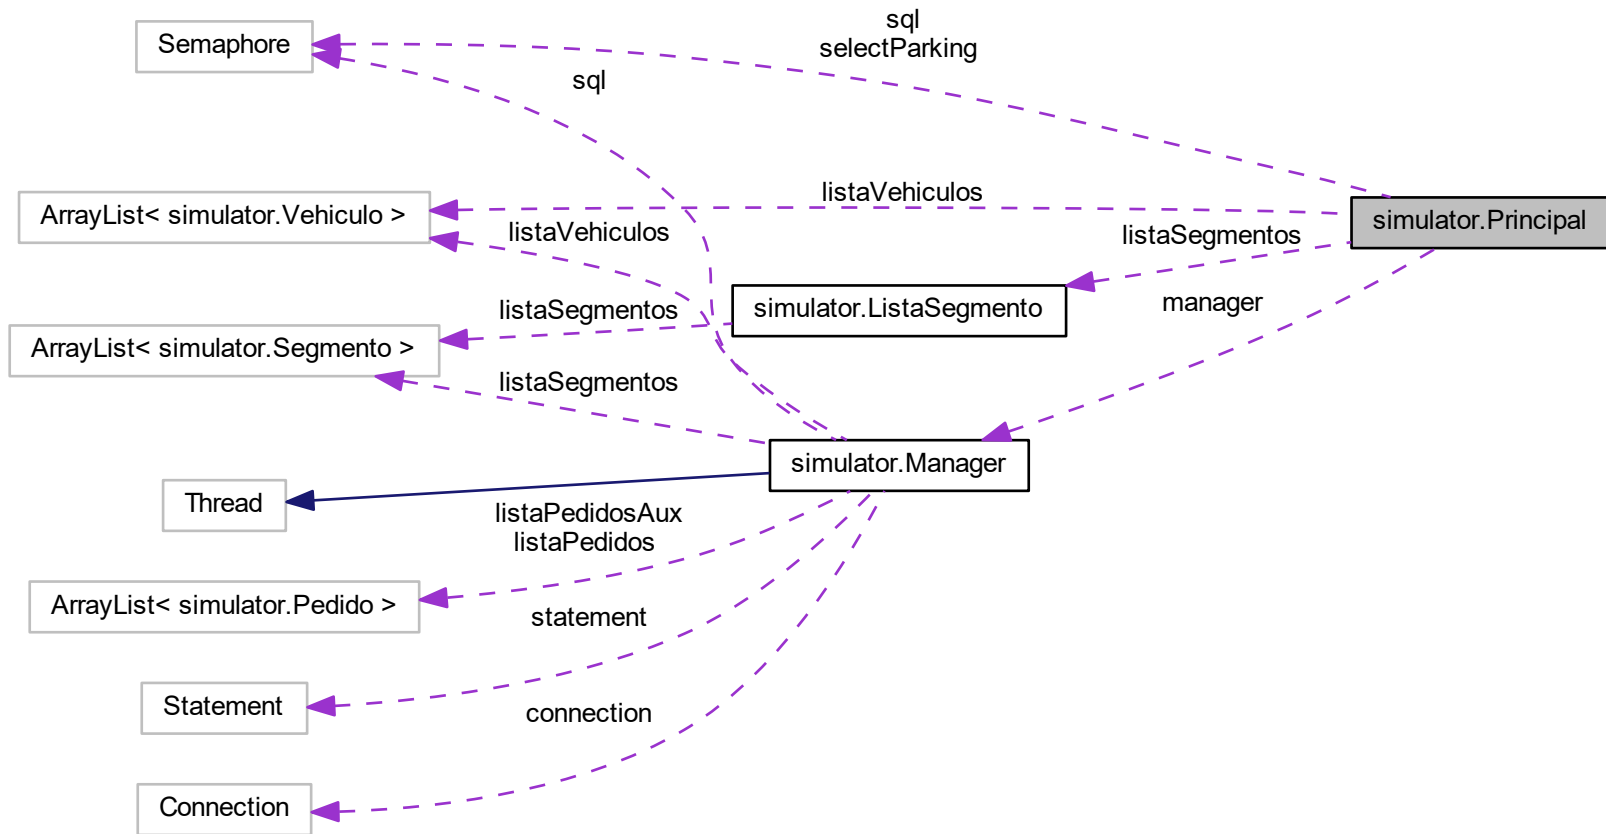 sql
selectParking
Semaphore
sql
listaVehiculos
ArrayList< simulator.Vehiculo >
simulator.Principal
listaVehiculos
listaSegmentos
manager
listaSegmentos
simulator.ListaSegmento
ArrayList< simulator.Segmento >
listaSegmentos
simulator.Manager
Thread
listaPedidosAux
listaPedidos
ArrayList< simulator.Pedido >
statement
Statement
connection
Connection